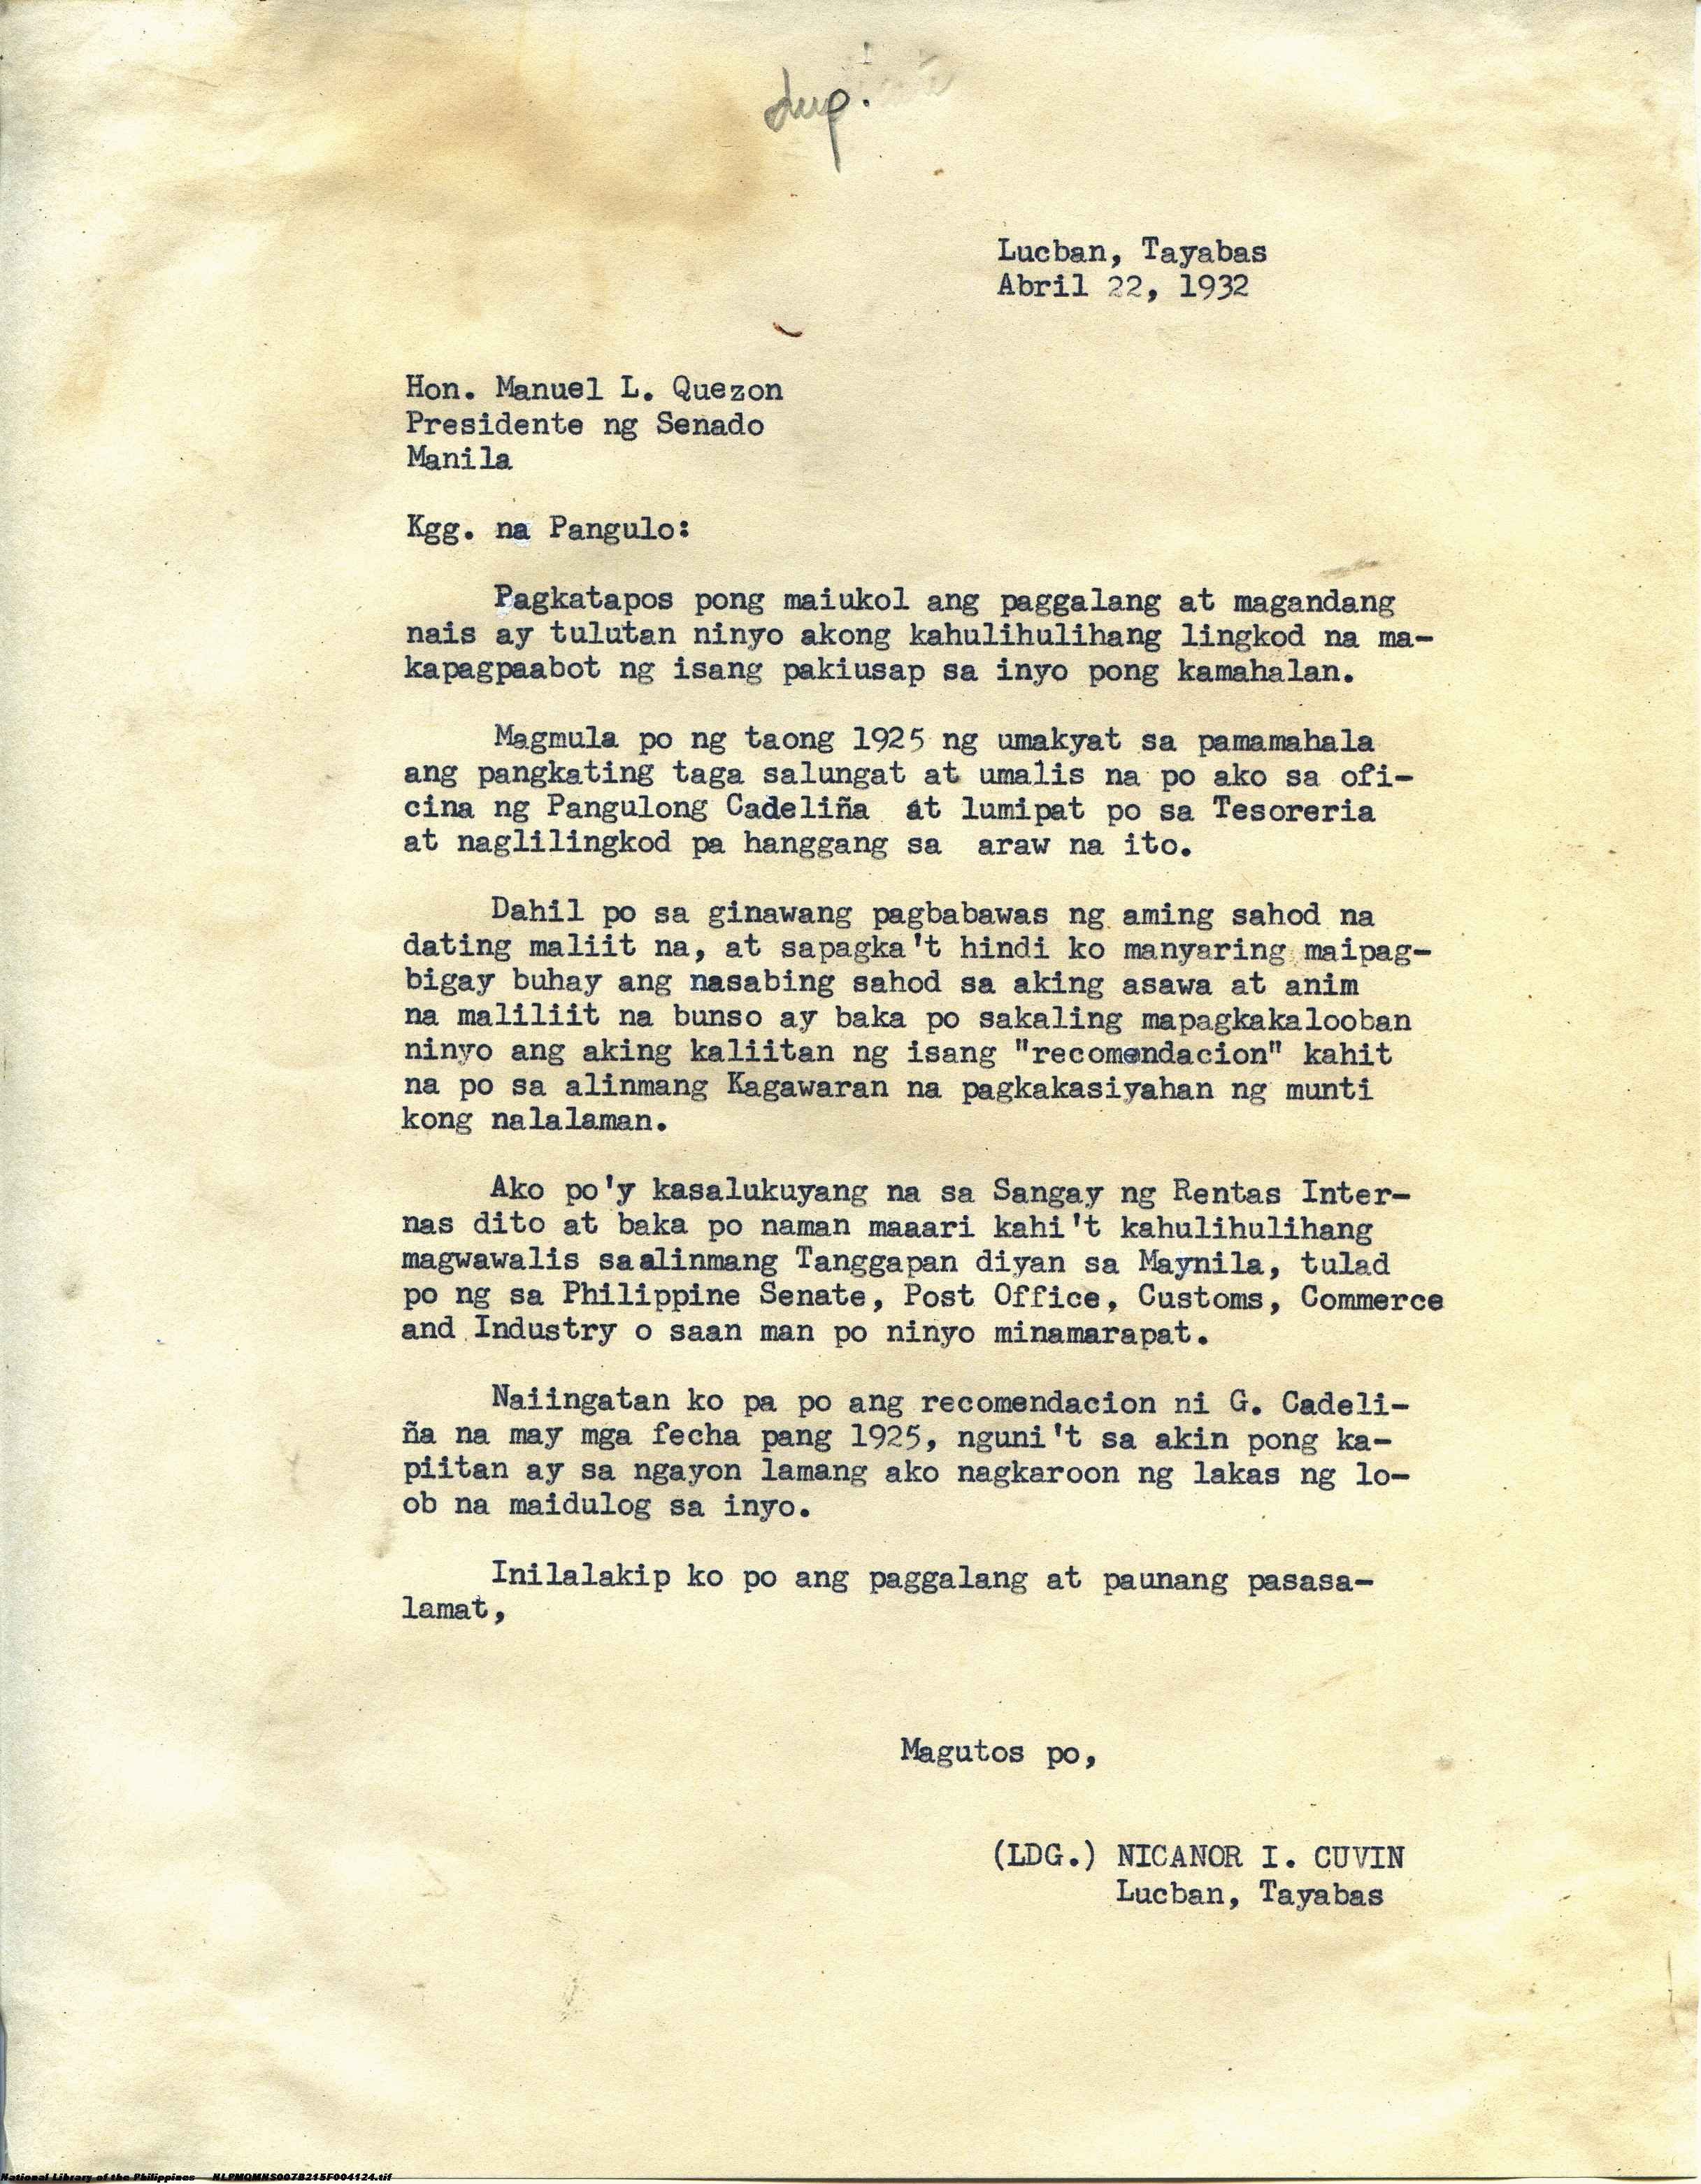 dup.
Lucban, Tayabas
Abril 22, 1932
Hon. Manuel L. Quezon
Presidente ng Senado
Manila
Kgg. na Pangulo:
Pagkatapos pong maiukol ang paggalang at magandang
nais ay tulutan ninyo akong kahulihulihang lingkod na ma-
kapagpaabot ng isang pakiusap sa inyo pong kamahalan.
Magmula po ng taong 1925 ng umakyat sa pamamahala
ang pangkating taga salungat at umalis na po ako sa ofi-
cina ng Pangulong Cadeliña at lumipat po sa Tesoreria
at naglilingkod pa hanggang sa araw na ito.
Dahil po sa ginawang pagbabawas ng aming sahod na
dating maliit na, at sapagka't hindi ko manyaring maipag-
bigay buhay ang nasabing sahod sa aking asawa at anim
na maliliit na bunso ay baka po sakaling mapagkakalooban
ninyo ang aking kaliitan ng isang "recomendacion" kahit
na po sa alinmang Kagawaran na pagkakasiyahan ng munti
kong nalalaman.
Ako po'y kasalukuyang na sa Sangay ng Rentas Inter-
nas dito at baka po naman maaari kahi't kahulihulihang
magwawalis saalinmang Tanggapan diyan sa Maynila, tulad
po ng sa Philippine Senate, Post Office, Customs, Commerce
and Industry o saan man po ninyo minamarapat.
Naiingatan ko pa po ang recomendacion ni G. Cadeli-
ña na may mga fecha pang 1925, nguni't sa akin pong ka-
piitan ay sa ngayon lamang ako nagkaroon ng lakas ng lo-
ob na maidulog sa inyo.
Inilalakip ko po ang paggalang at paunang pasasa-
lamat,
Magutos po,
(LDG.) NICANOR I. CUVIN
Lucban, Tayabas
National Library of the Philippines NLPMQMNS007B215F004124.tif